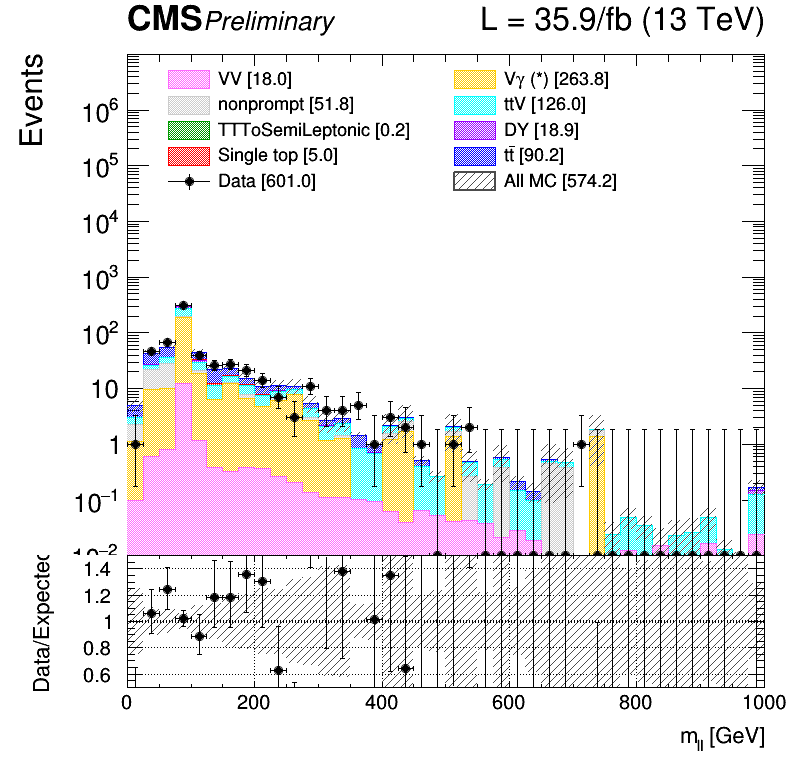 CMS Preliminary L = 35.9/fb (13 TeV)
Events
VV [18.0] Vγ (*) [263.8]
nonprompt [51.8] ttV [126.0]
TTToSemiLeptonic [0.2] DY [18.9]
Single top [5.0] tt̄ [90.2]
Data [601.0] All MC [574.2]
10⁶
10⁵
10⁴
10³
10²
10
1
10⁻¹
10⁻²
Data/Expected
1.4
1.2
1
0.8
0.6
0 200 400 600 800 1000
m_ll [GeV]